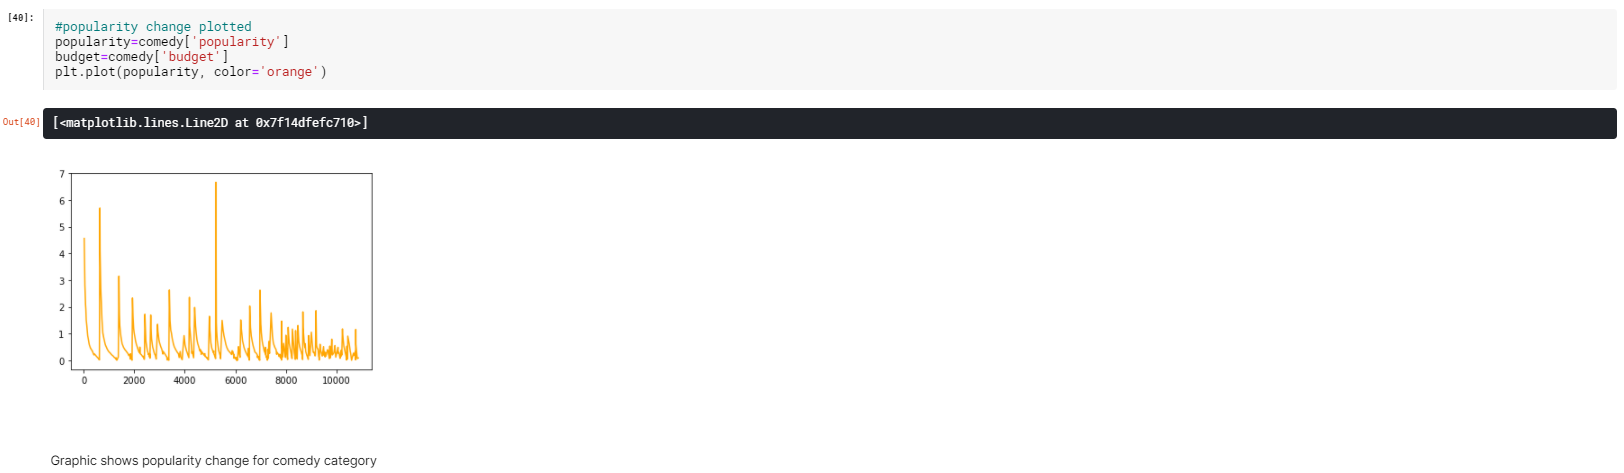 [40]:
#popularity change plotted
popularity=comedy['popularity']
budget=comedy['budget']
plt.plot(popularity, color='orange')
Out[40]
[<matplotlib.lines.Line2D at 0x7f14dfefc710>]
7
6
5
4
3
2
1
0
0 2000 4000 6000 8000 10000
Graphic shows popularity change for comedy category